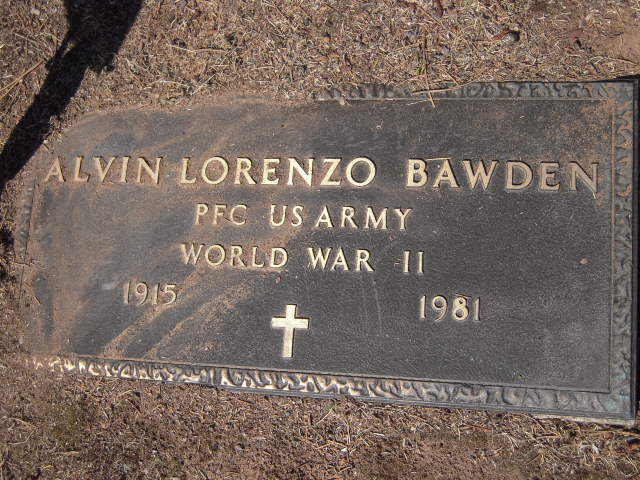 ALVIN LORENZO BAWDEN
PFC US ARMY
WORLD WAR II
1915 1981